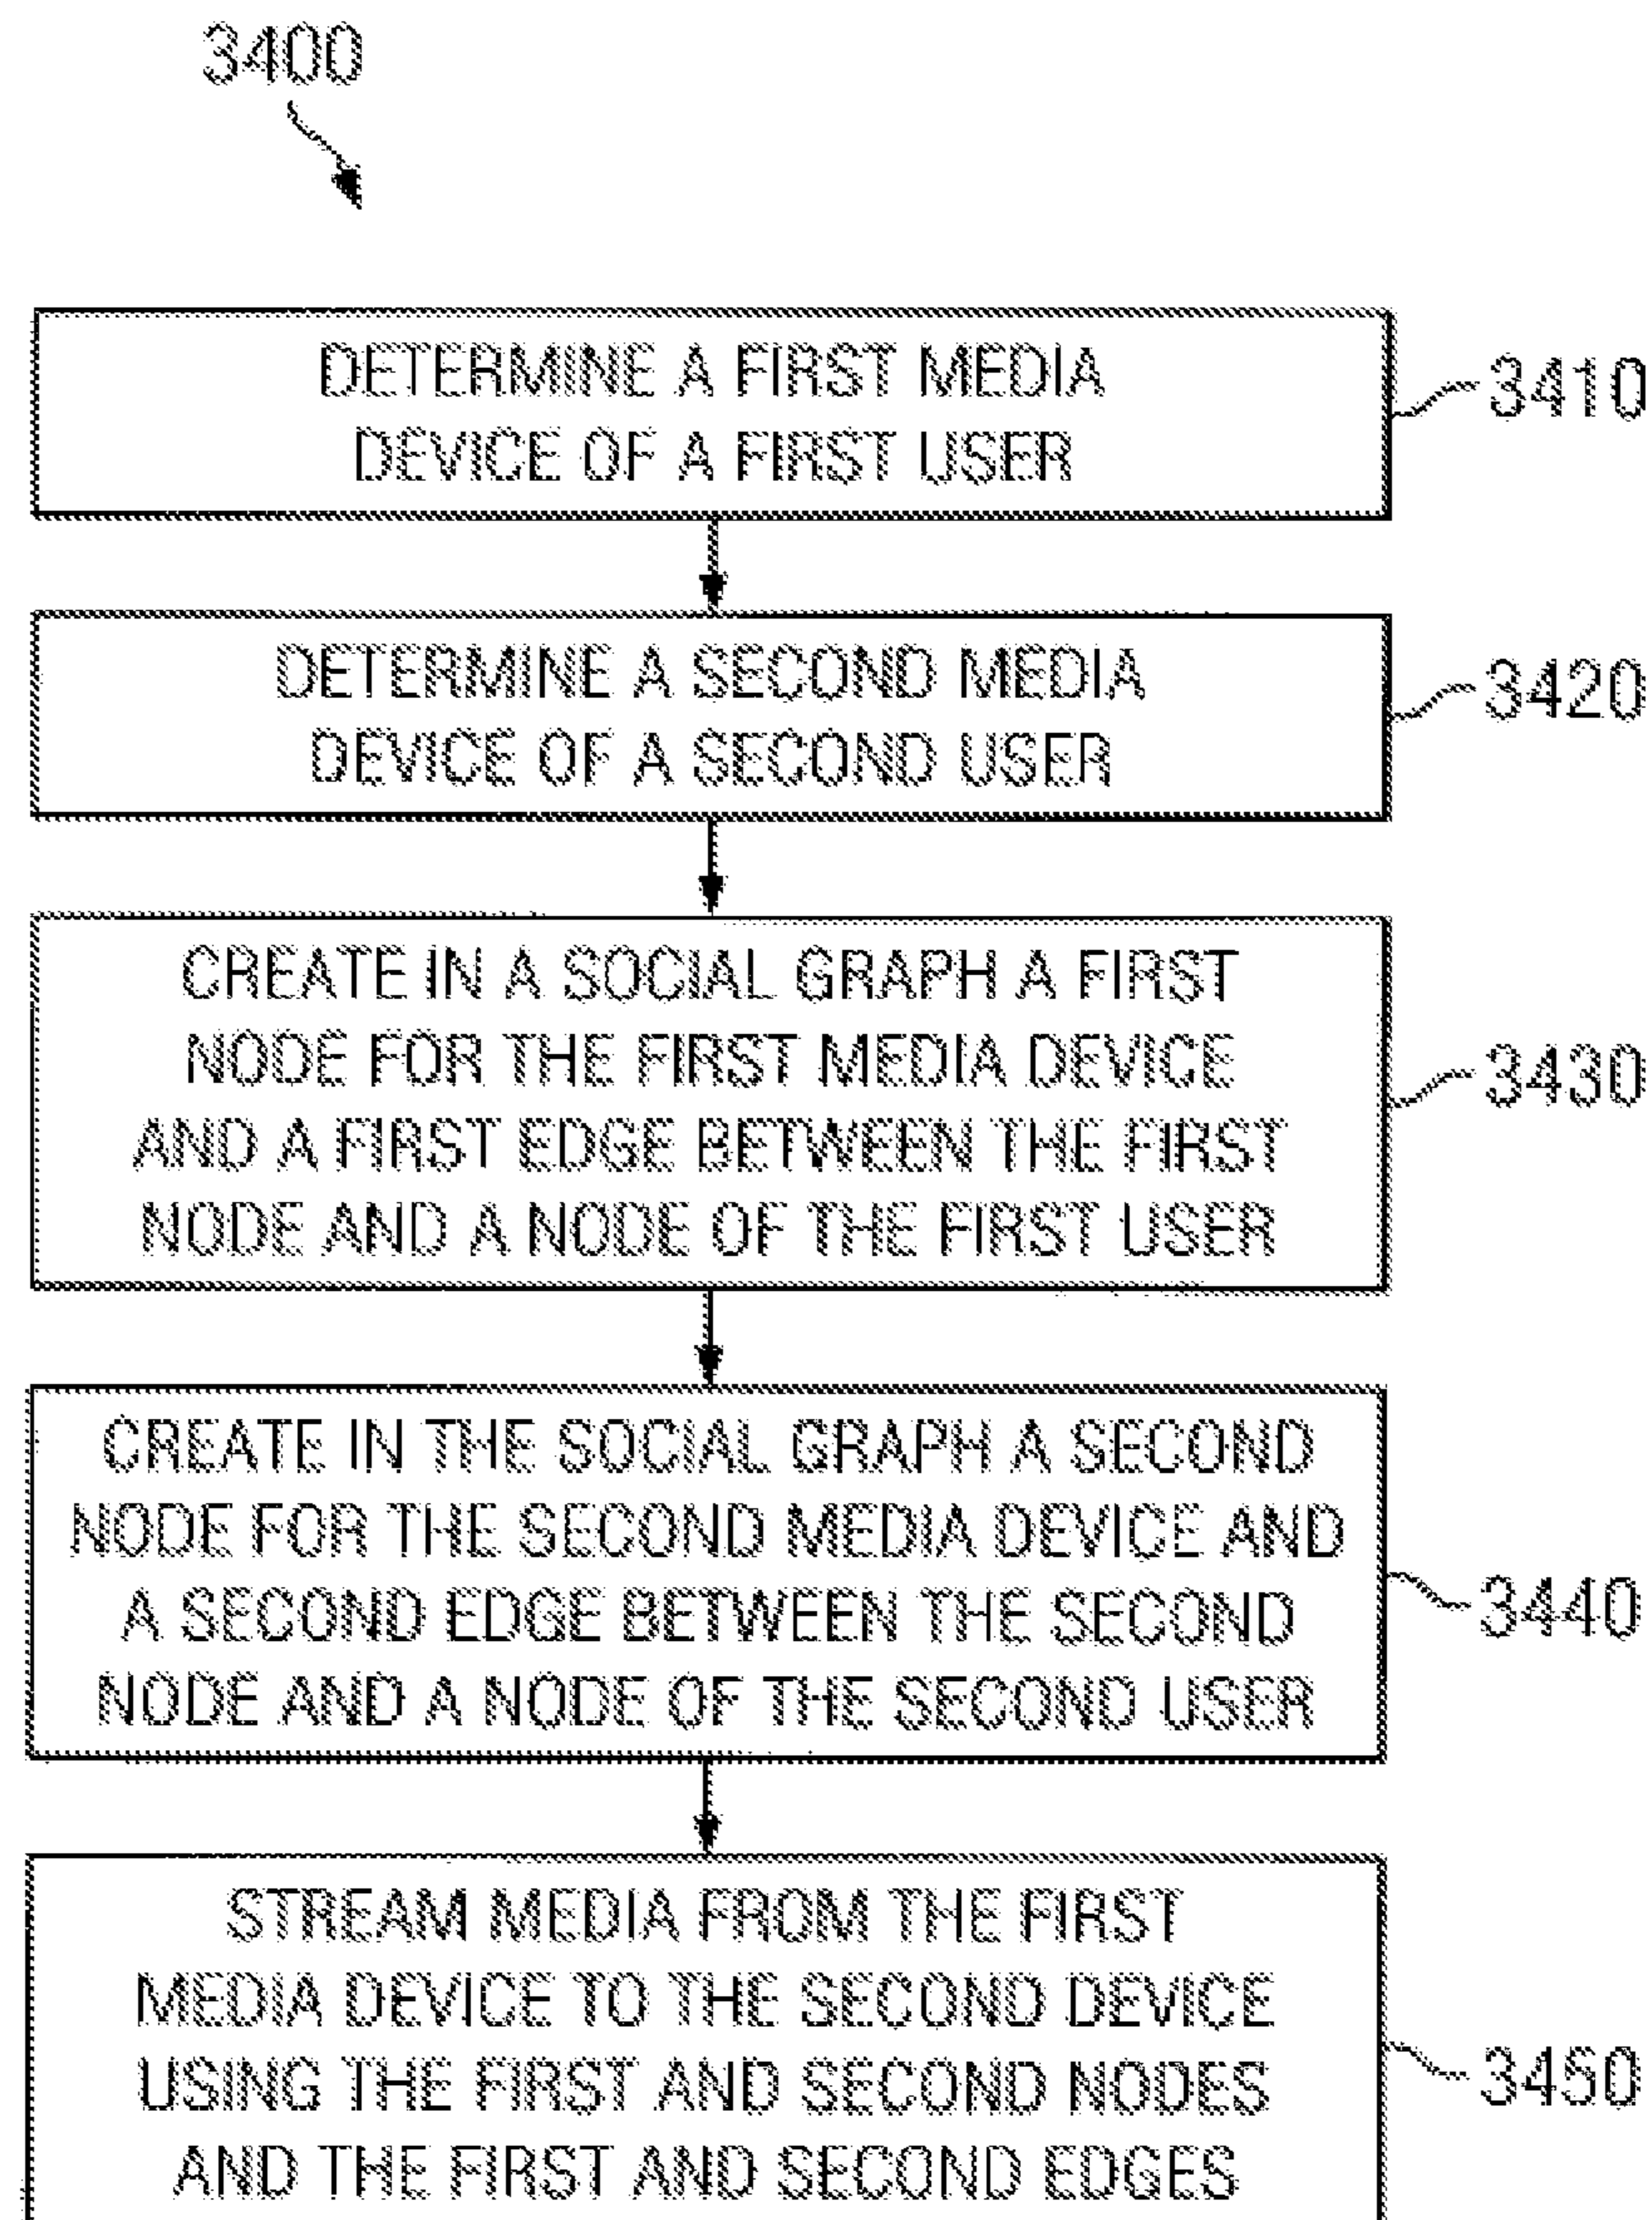 3400
DETERMINE A FIRST MEDIA
DEVICE OF A FIRST USER
3410
DETERMINE A SECOND MEDIA
DEVICE OF A SECOND USER
3420
CREATE IN A SOCIAL GRAPH A FIRST
NODE FOR THE FIRST MEDIA DEVICE
AND A FIRST EDGE BETWEEN THE FIRST
NODE AND A NODE OF THE FIRST USER
3430
CREATE IN THE SOCIAL GRAPH A SECOND
NODE FOR THE SECOND MEDIA DEVICE AND
A SECOND EDGE BETWEEN THE SECOND
NODE AND A NODE OF THE SECOND USER
3440
STREAM MEDIA FROM THE FIRST
MEDIA DEVICE TO THE SECOND DEVICE
USING THE FIRST AND SECOND NODES
AND THE FIRST AND SECOND EDGES
3450